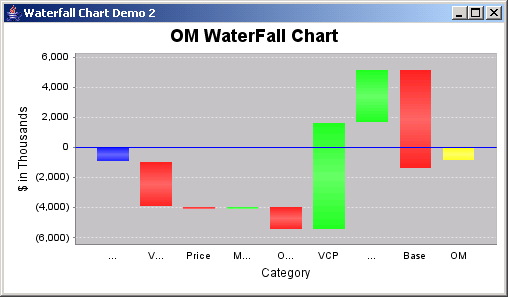 Waterfall Chart Demo 2
OM WaterFall Chart
$ in Thousands
6,000
4,000
2,000
0
(2,000)
(4,000)
(6,000)
... V... Price M... O... VCP ... Base OM
Category